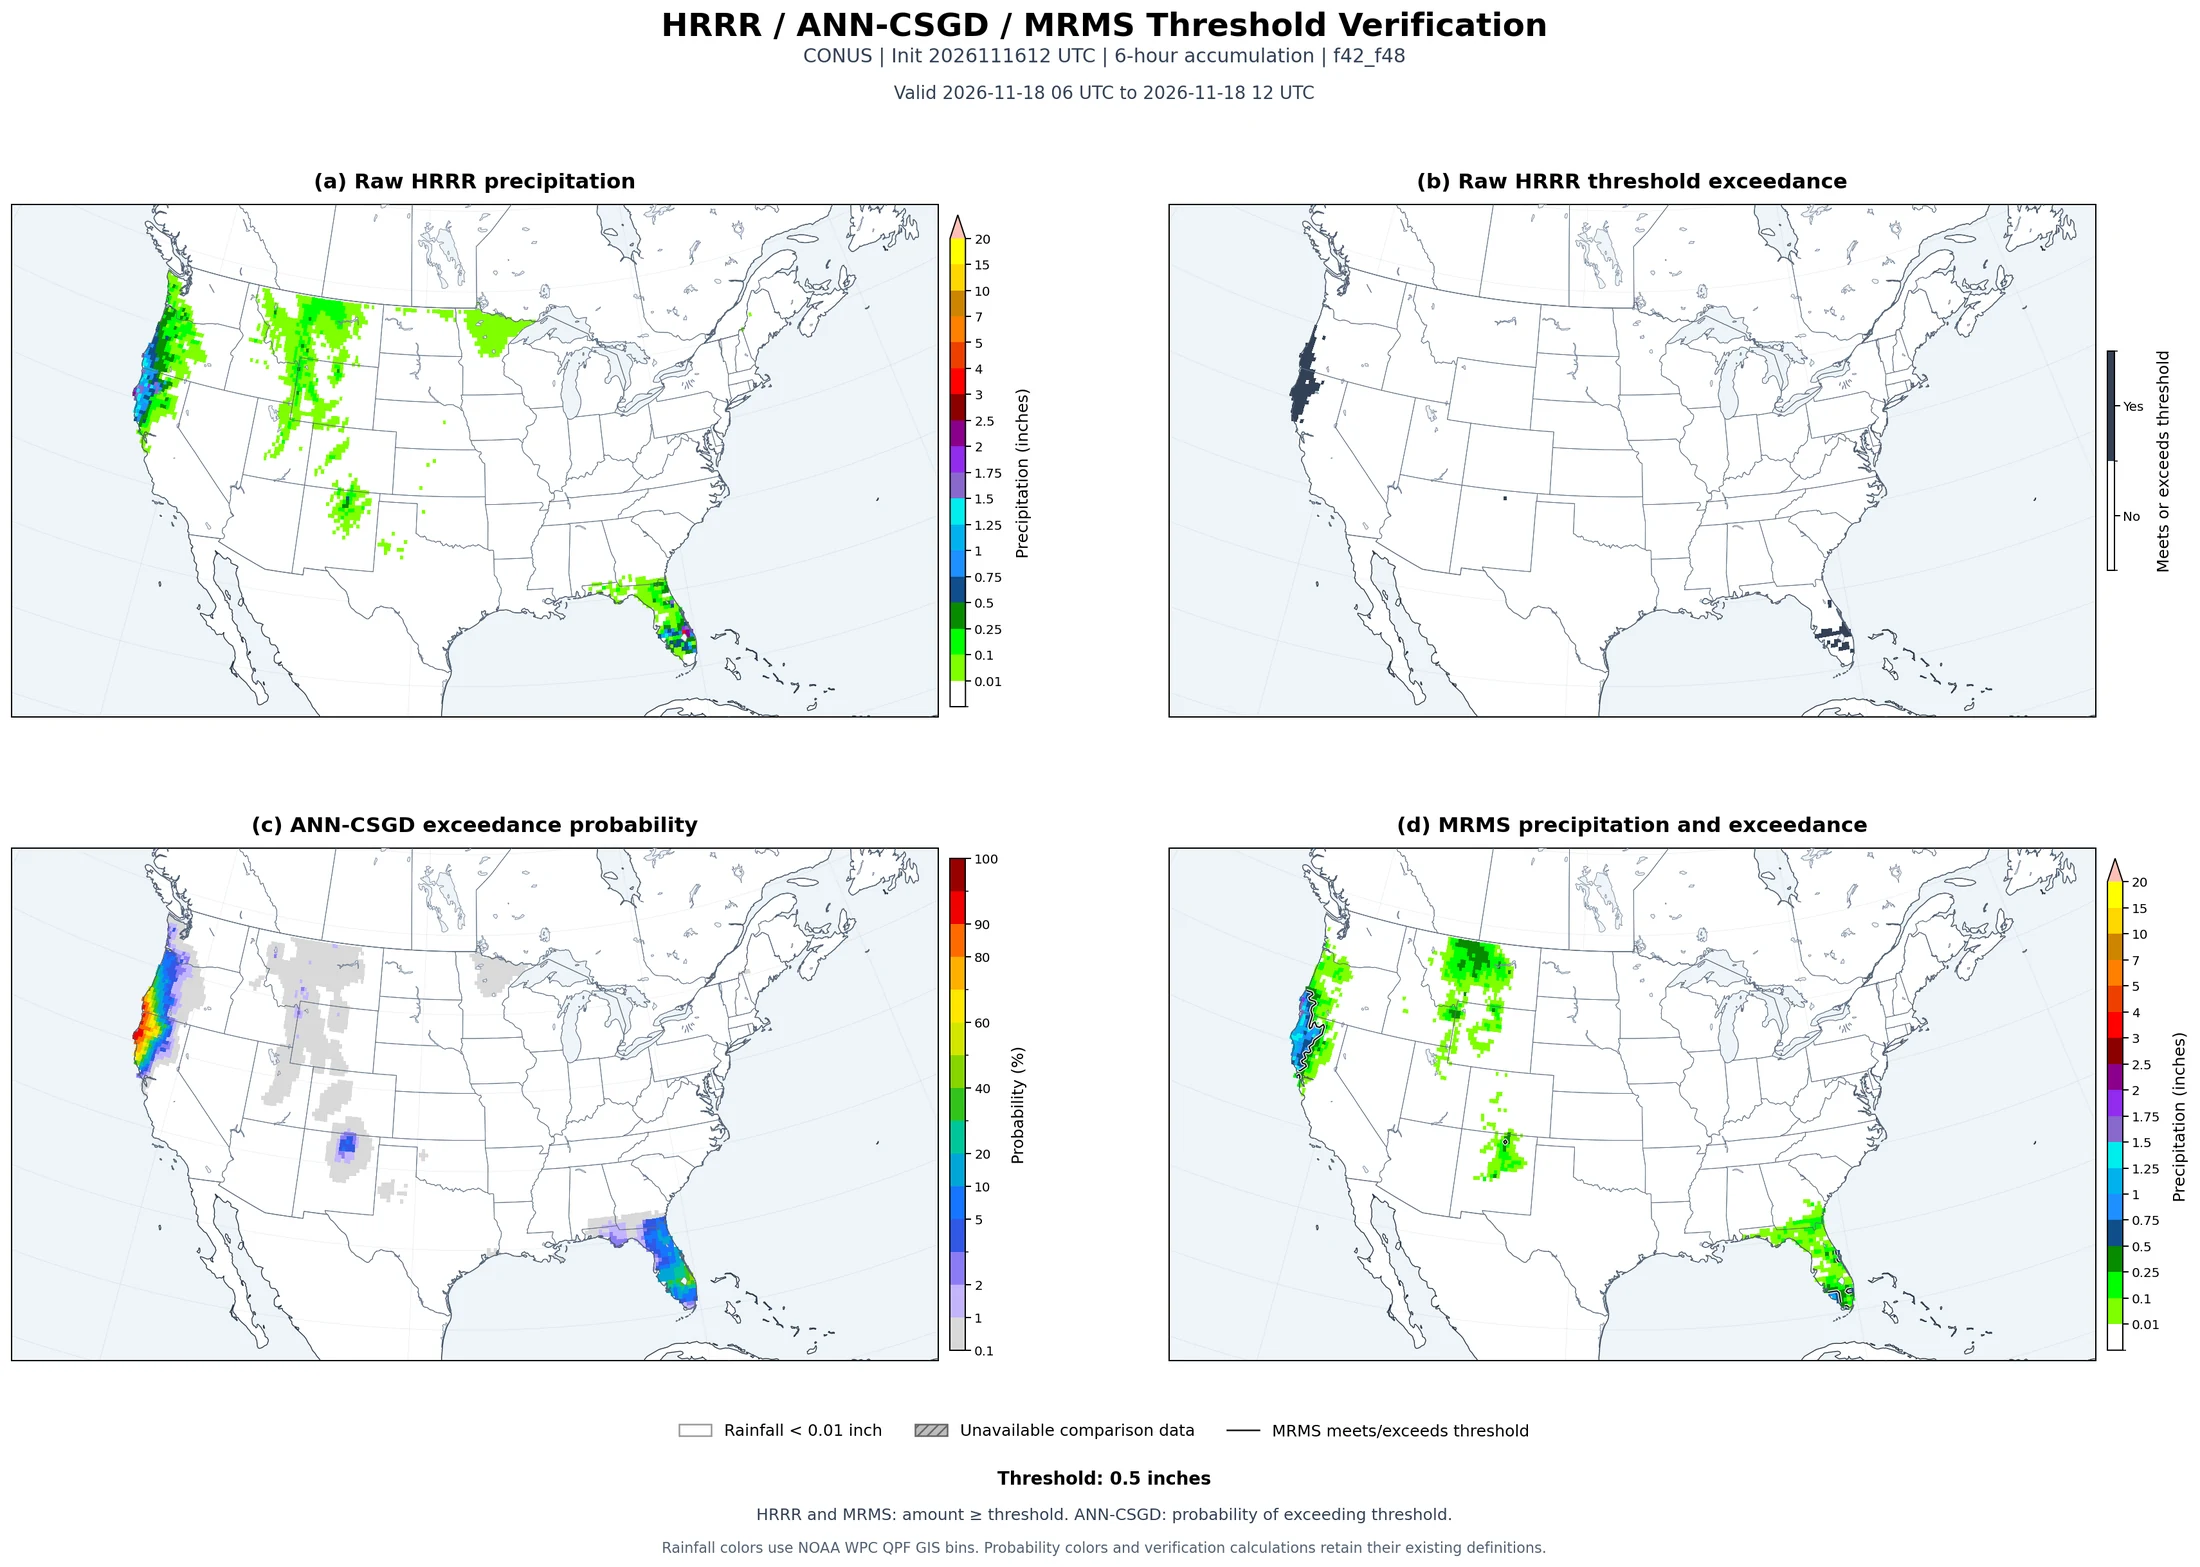 HRRR / ANN-CSGD / MRMS Threshold Verification
CONUS | Init 2026111612 UTC | 6-hour accumulation | f42_f48
Valid 2026-11-18 06 UTC to 2026-11-18 12 UTC
(a) Raw HRRR precipitation
20
15
10
7
5
4
3
2.5
2
1.75
1.5
1.25
1
0.75
0.5
0.25
0.1
0.01
Precipitation (inches)
(b) Raw HRRR threshold exceedance
Yes
No
Meets or exceeds threshold
(c) ANN-CSGD exceedance probability
100
90
80
60
40
20
10
5
2
1
0.1
Probability (%)
(d) MRMS precipitation and exceedance
20
15
10
7
5
4
3
2.5
2
1.75
1.5
1.25
1
0.75
0.5
0.25
0.1
0.01
Precipitation (inches)
Rainfall < 0.01 inch
Unavailable comparison data
MRMS meets/exceeds threshold
Threshold: 0.5 inches
HRRR and MRMS: amount ≥ threshold. ANN-CSGD: probability of exceeding threshold.
Rainfall colors use NOAA WPC QPF GIS bins. Probability colors and verification calculations retain their existing definitions.